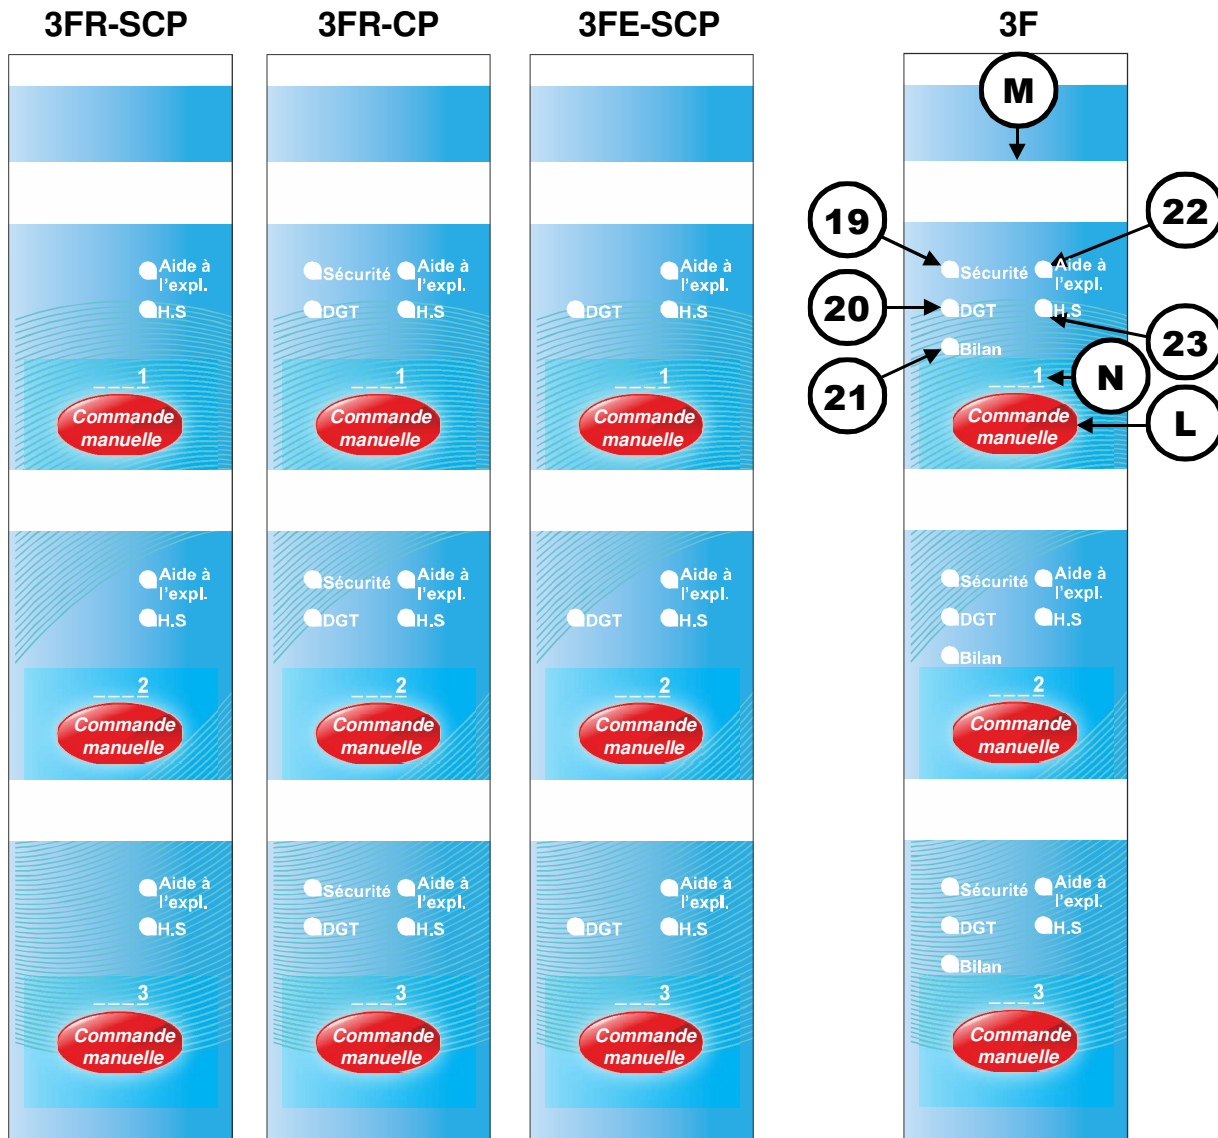 3FR-SCP 3FR-CP 3FE-SCP 3F
M
19 22
Aide à Sécurité Aide à Aide à Sécurité Aide à
l'expl. l'expl. l'expl. l'expl.
H.S DGT H.S DGT H.S 20 DGT H.S
23
Bilan
21
1 1 1 1 N
Commande Commande Commande Commande L
manuelle manuelle manuelle manuelle
Aide à Sécurité Aide à Aide à Sécurité Aide à
l'expl. l'expl. l'expl. l'expl.
H.S DGT H.S DGT H.S DGT H.S
Bilan
2 2 2 2
Commande Commande Commande Commande
manuelle manuelle manuelle manuelle
Aide à Sécurité Aide à Aide à Sécurité Aide à
l'expl. l'expl. l'expl. l'expl.
H.S DGT H.S DGT H.S DGT H.S
Bilan
3 3 3 3
Commande Commande Commande Commande
manuelle manuelle manuelle manuelle